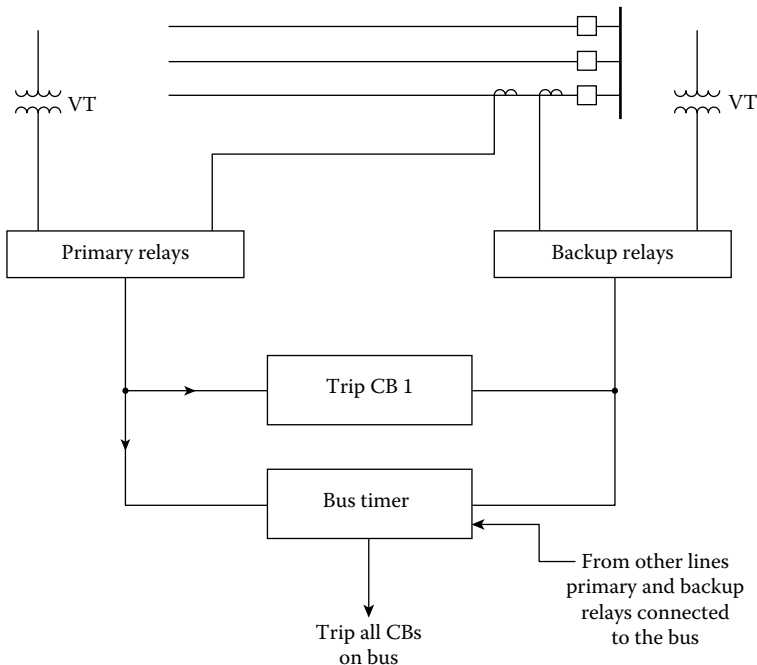 VT
VT
Primary relays
Backup relays
Trip CB 1
Bus timer
From other lines
primary and backup
relays connected
to the bus
Trip all CBs
on bus